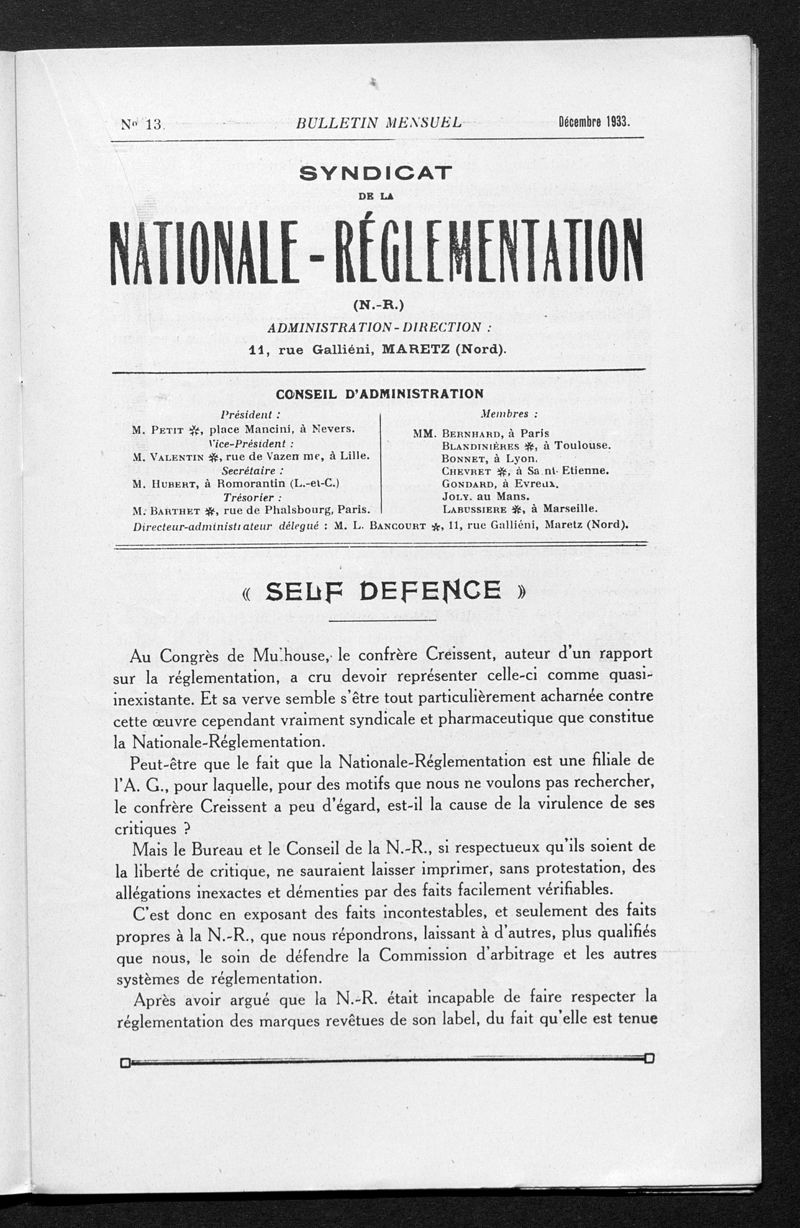 Nº 13. BULLETIN MENSUEL Décembre 1933.
SYNDICAT
DE LA
NATIONALE-RÉGLEMENTATION
(N.-R.)
ADMINISTRATION-DIRECTION :
11, rue Galliéni, MARETZ (Nord).
CONSEIL D'ADMINISTRATION
Président :
M. PETIT ✻, place Mancini, à Nevers.
Vice-Président :
M. VALENTIN ✻, rue de Vazemme, à Lille.
Secrétaire :
M. HUBERT, à Romorantin (L.-et-C.)
Trésorier :
M. BARTHET ✻, rue de Phalsbourg, Paris.
Membres :
MM. BERNHARD, à Paris
BLANDINIÈRES ✻, à Toulouse.
BONNET, à Lyon.
CHEVRET ✻, à Saint-Etienne.
GONDARD, à Evreux.
JOLY. au Mans.
LABUSSIERE ✻, à Marseille.
Directeur-administrateur délegué : M. L. BANCOURT ✻, 11, rue Galliéni, Maretz (Nord).
« SELF DEFENCE »
Au Congrès de Mulhouse, le confrère Creissent, auteur d'un rapport
sur la réglementation, a cru devoir représenter celle-ci comme quasi-
inexistante. Et sa verve semble s'être tout particulièrement acharnée contre
cette œuvre cependant vraiment syndicale et pharmaceutique que constitue
la Nationale-Réglementation.
Peut-être que le fait que la Nationale-Réglementation est une filiale de
l'A. G., pour laquelle, pour des motifs que nous ne voulons pas rechercher,
le confrère Creissent a peu d'égard, est-il la cause de la virulence de ses
critiques ?
Mais le Bureau et le Conseil de la N.-R., si respectueux qu'ils soient de
la liberté de critique, ne sauraient laisser imprimer, sans protestation, des
allégations inexactes et démenties par des faits facilement vérifiables.
C'est donc en exposant des faits incontestables, et seulement des faits
propres à la N.-R., que nous répondrons, laissant à d'autres, plus qualifiés
que nous, le soin de défendre la Commission d'arbitrage et les autres
systèmes de réglementation.
Après avoir argué que la N.-R. était incapable de faire respecter la
réglementation des marques revêtues de son label, du fait qu'elle est tenue